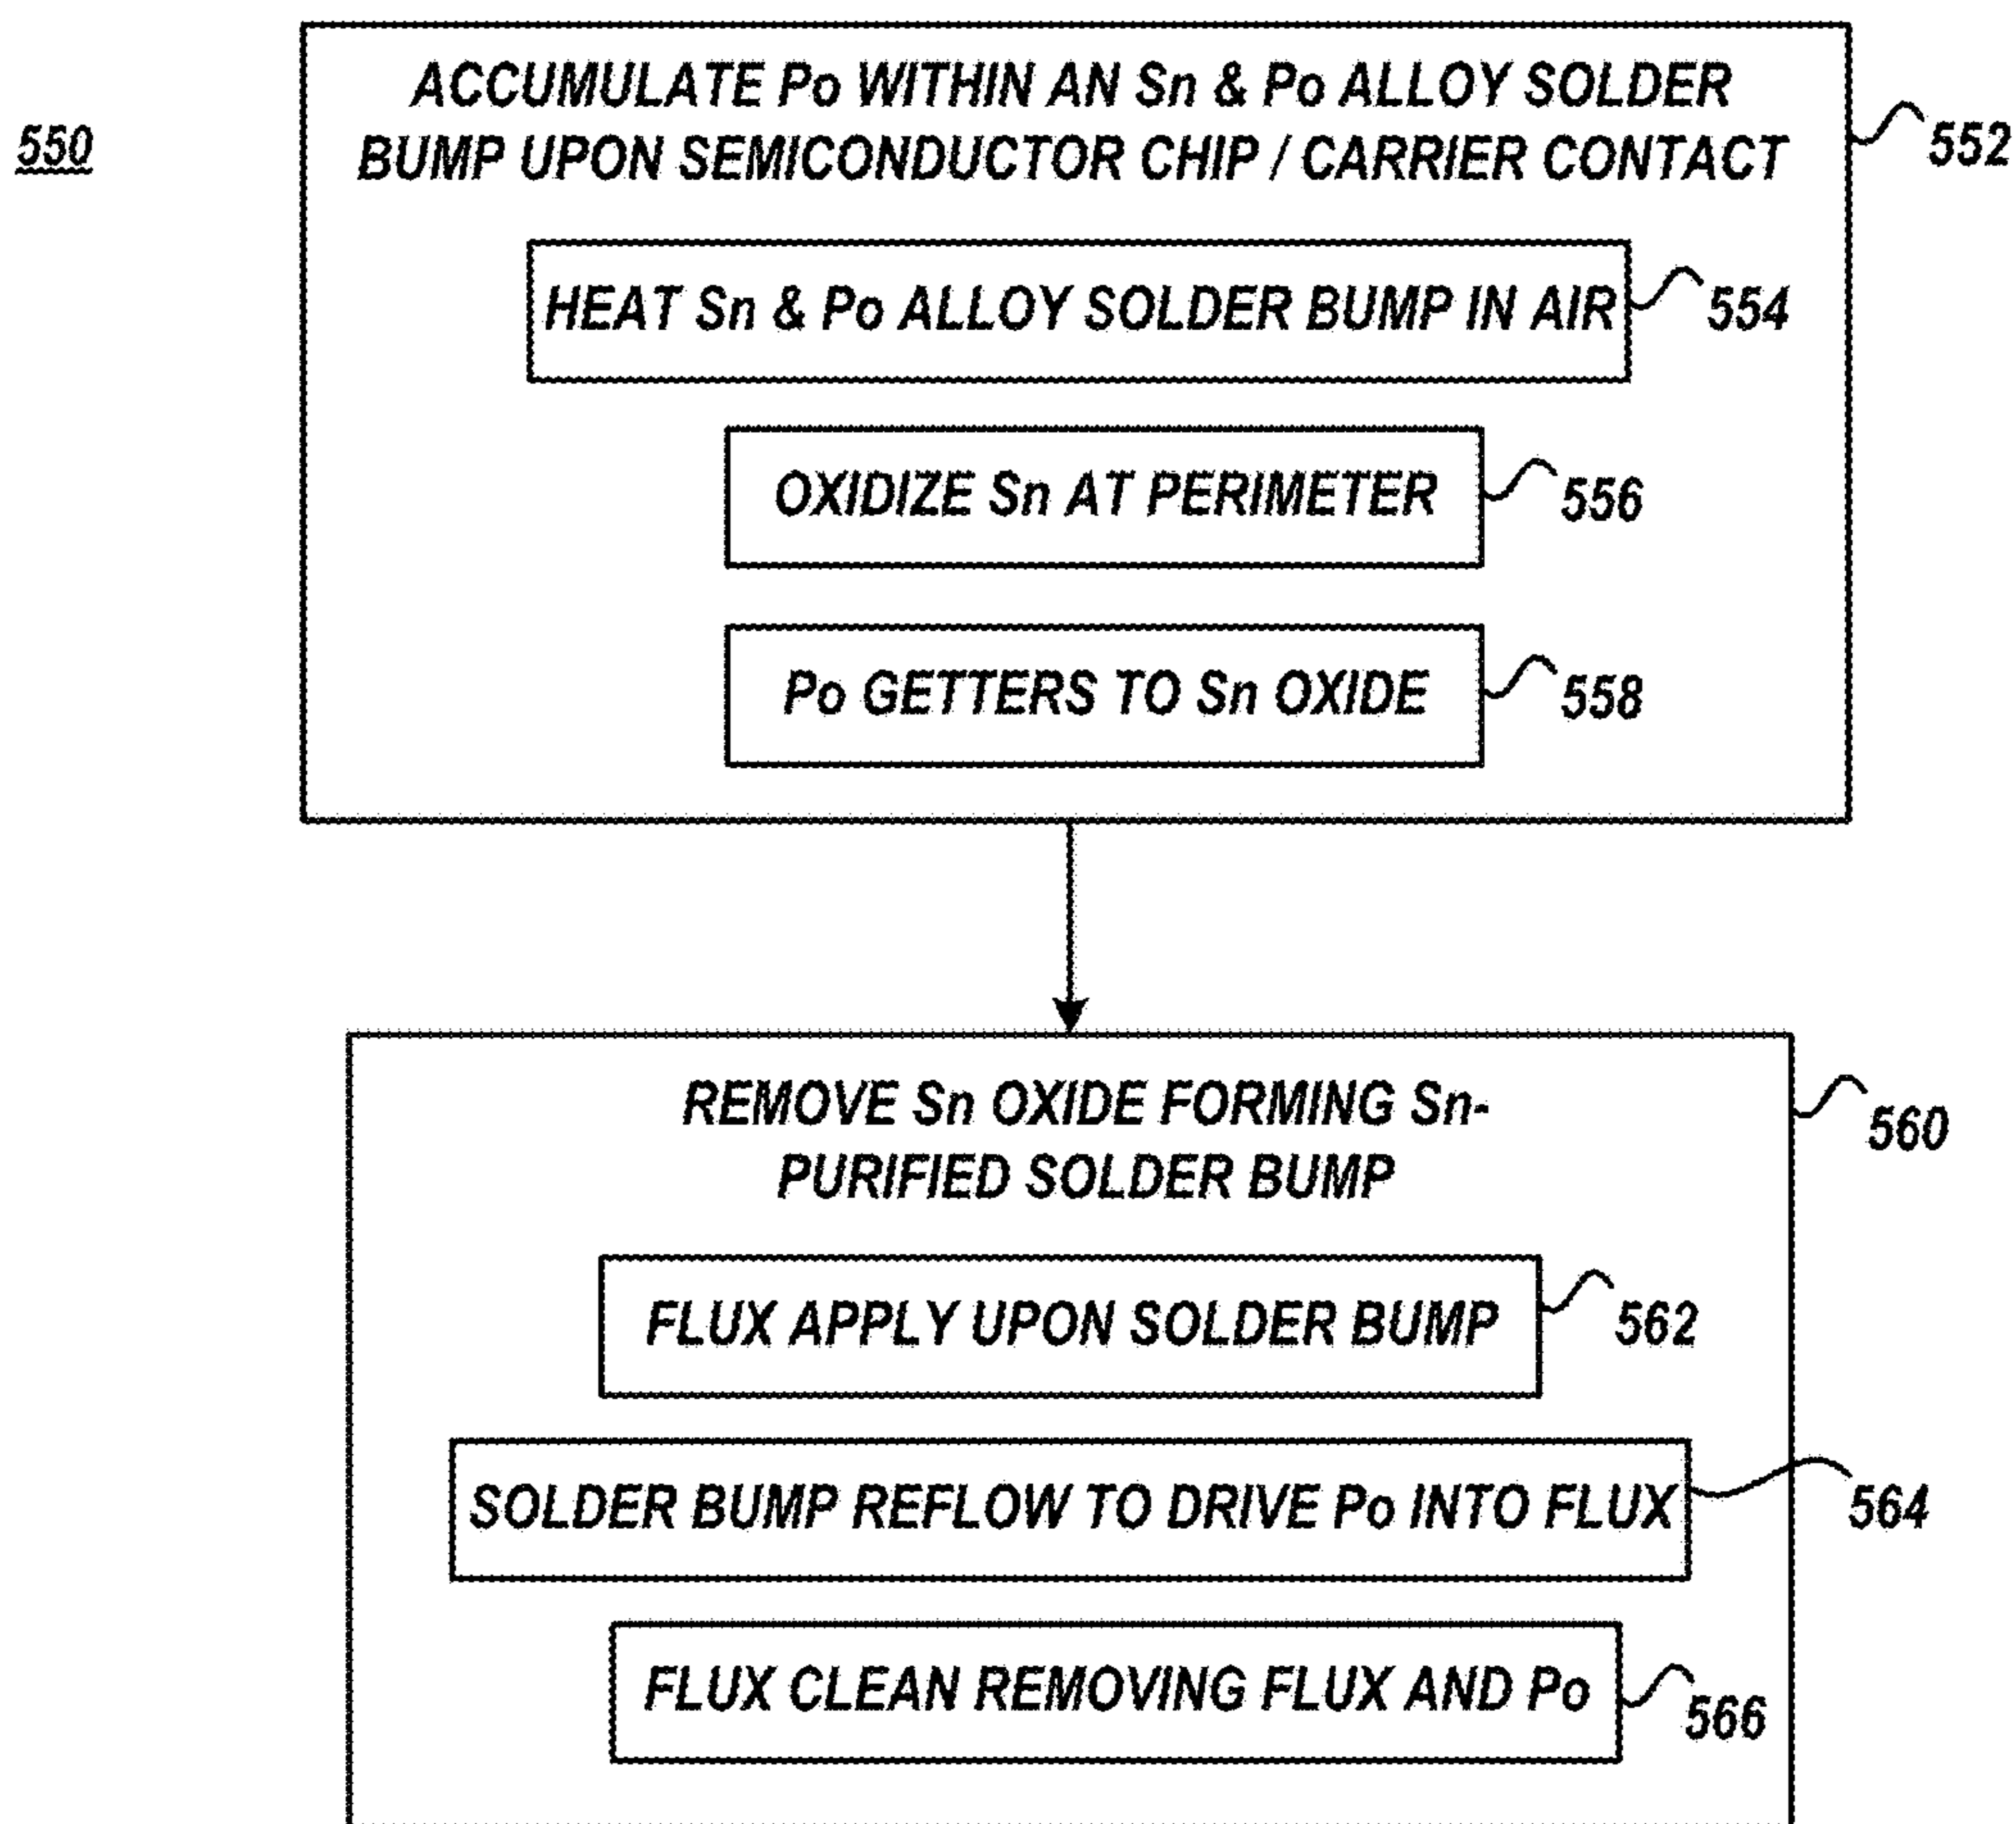 550
ACCUMULATE Po WITHIN AN Sn & Po ALLOY SOLDER
BUMP UPON SEMICONDUCTOR CHIP / CARRIER CONTACT
552
HEAT Sn & Po ALLOY SOLDER BUMP IN AIR
554
OXIDIZE Sn AT PERIMETER
556
Po GETTERS TO Sn OXIDE
558
REMOVE Sn OXIDE FORMING Sn-
PURIFIED SOLDER BUMP
560
FLUX APPLY UPON SOLDER BUMP
562
SOLDER BUMP REFLOW TO DRIVE Po INTO FLUX
564
FLUX CLEAN REMOVING FLUX AND Po
566